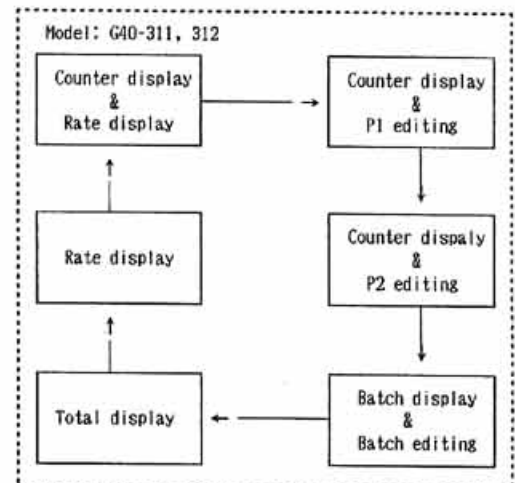 Model: G40-311, 312
Counter display
&
Rate display
Counter display
&
P1 editing
Rate display
Counter dispaly
&
P2 editing
Total display
Batch display
&
Batch editing